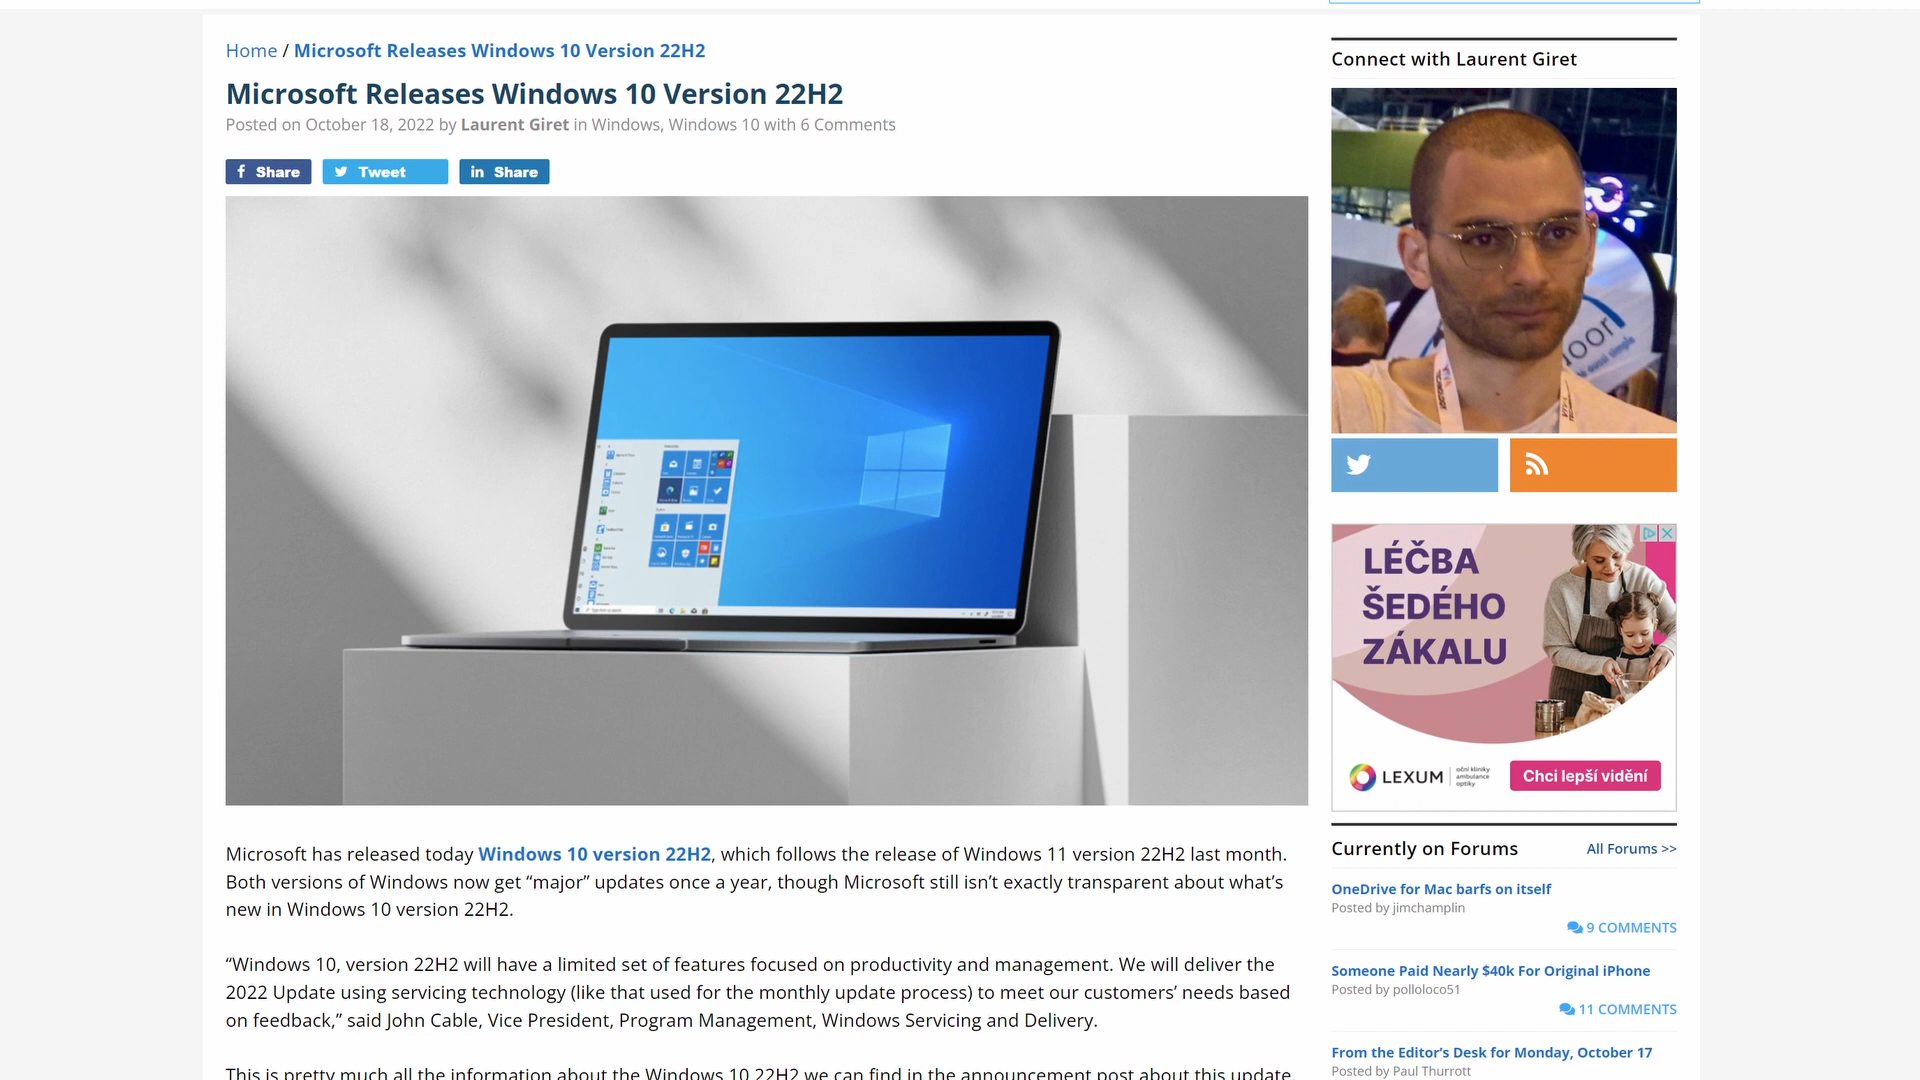 Home / Microsoft Releases Windows 10 Version 22H2
Microsoft Releases Windows 10 Version 22H2
Posted on October 18, 2022 by Laurent Giret in Windows, Windows 10 with 6 Comments
Share
Tweet
Share
Microsoft has released today Windows 10 version 22H2, which follows the release of Windows 11 version 22H2 last month.
Both versions of Windows now get “major” updates once a year, though Microsoft still isn’t exactly transparent about what’s
new in Windows 10 version 22H2.
“Windows 10, version 22H2 will have a limited set of features focused on productivity and management. We will deliver the
2022 Update using servicing technology (like that used for the monthly update process) to meet our customers’ needs based
on feedback,” said John Cable, Vice President, Program Management, Windows Servicing and Delivery.
This is pretty much all the information about the Windows 10 22H2 we can find in the announcement post about this update.
Connect with Laurent Giret
LÉČBA
ŠEDÉHO
ZÁKALU
LEXUM
oční kliniky
ambulance
optiky
Chci lepší vidění
Currently on Forums
All Forums >>
OneDrive for Mac barfs on itself
Posted by jimchamplin
9 COMMENTS
Someone Paid Nearly $40k For Original iPhone
Posted by polloloco51
11 COMMENTS
From the Editor’s Desk for Monday, October 17
Posted by Paul Thurrott